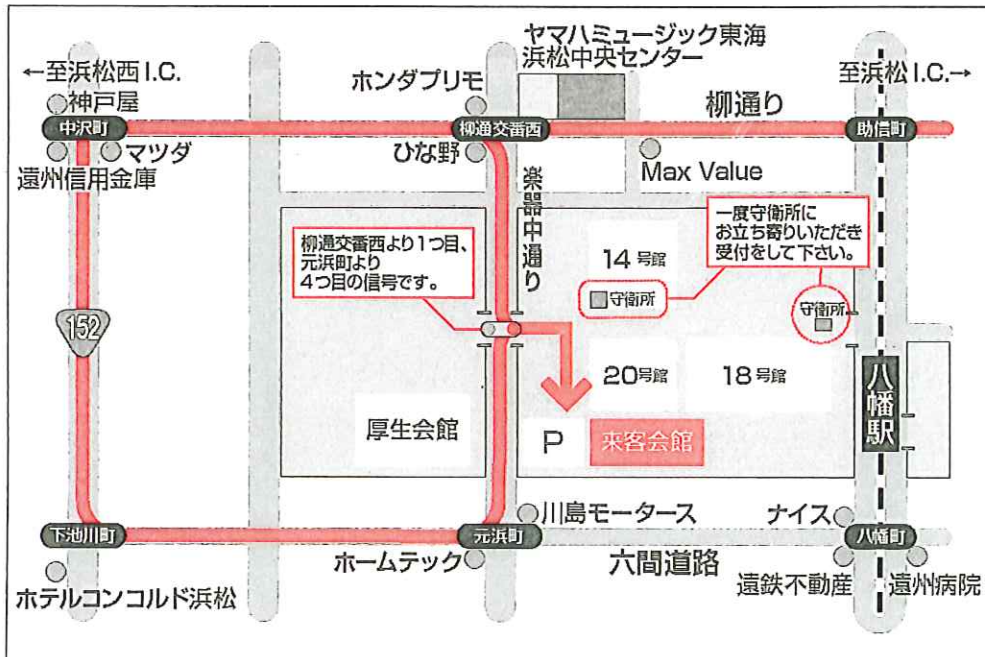 ヤマハミュージック東海
浜松中央センター
←至浜松西I.C.
ホンダプリモ
至浜松I.C.→
神戸屋
柳通り
中沢町
柳通交番西
助信町
マツダ
ひな野
Max Value
遠州信用金庫
楽器中通り
一度守衛所に
お立ち寄りいただき
受付をして下さい。
柳通交番西より1つ目、
元浜町より
4つ目の信号です。
14号館
守衛所
守衛所
152
20号館
18号館
八幡駅
厚生会館
P
来客会館
川島モータース
ナイス
下池川町
元浜町
八幡町
ホームテック
六間道路
遠鉄不動産
遠州病院
ホテルコンコルド浜松